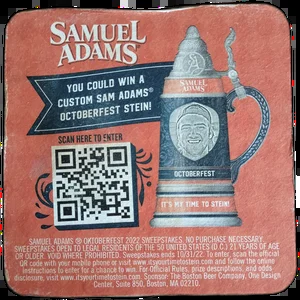 SAMUEL
ADAMS
YOU COULD WIN A
CUSTOM SAM ADAMS®
OCTOBERFEST STEIN!
SCAN HERE TO ENTER
SAMUEL
ADAMS
OCTOBERFEST
IT'S MY TIME TO STEIN!
SAMUEL ADAMS ® OKTOBERFEST 2022 SWEEPSTAKES. NO PURCHASE NECESSARY.
SWEEPSTAKES OPEN TO LEGAL RESIDENTS OF THE 50 UNITED STATES (D.C.) 21 YEARS OF AGE
OR OLDER. VOID WHERE PROHIBITED. Sweepstakes ends 10/31/22. To enter, scan the official
QR code with your mobile phone or visit www.itsyourtimetostein.com and follow the online
instructions to enter for a chance to win. For Official Rules, prize descriptions, and odds
disclosure, visit www.itsyourtimetostein.com. Sponsor: The Boston Beer Company, One Design
Center, Suite 850, Boston, MA 02210.